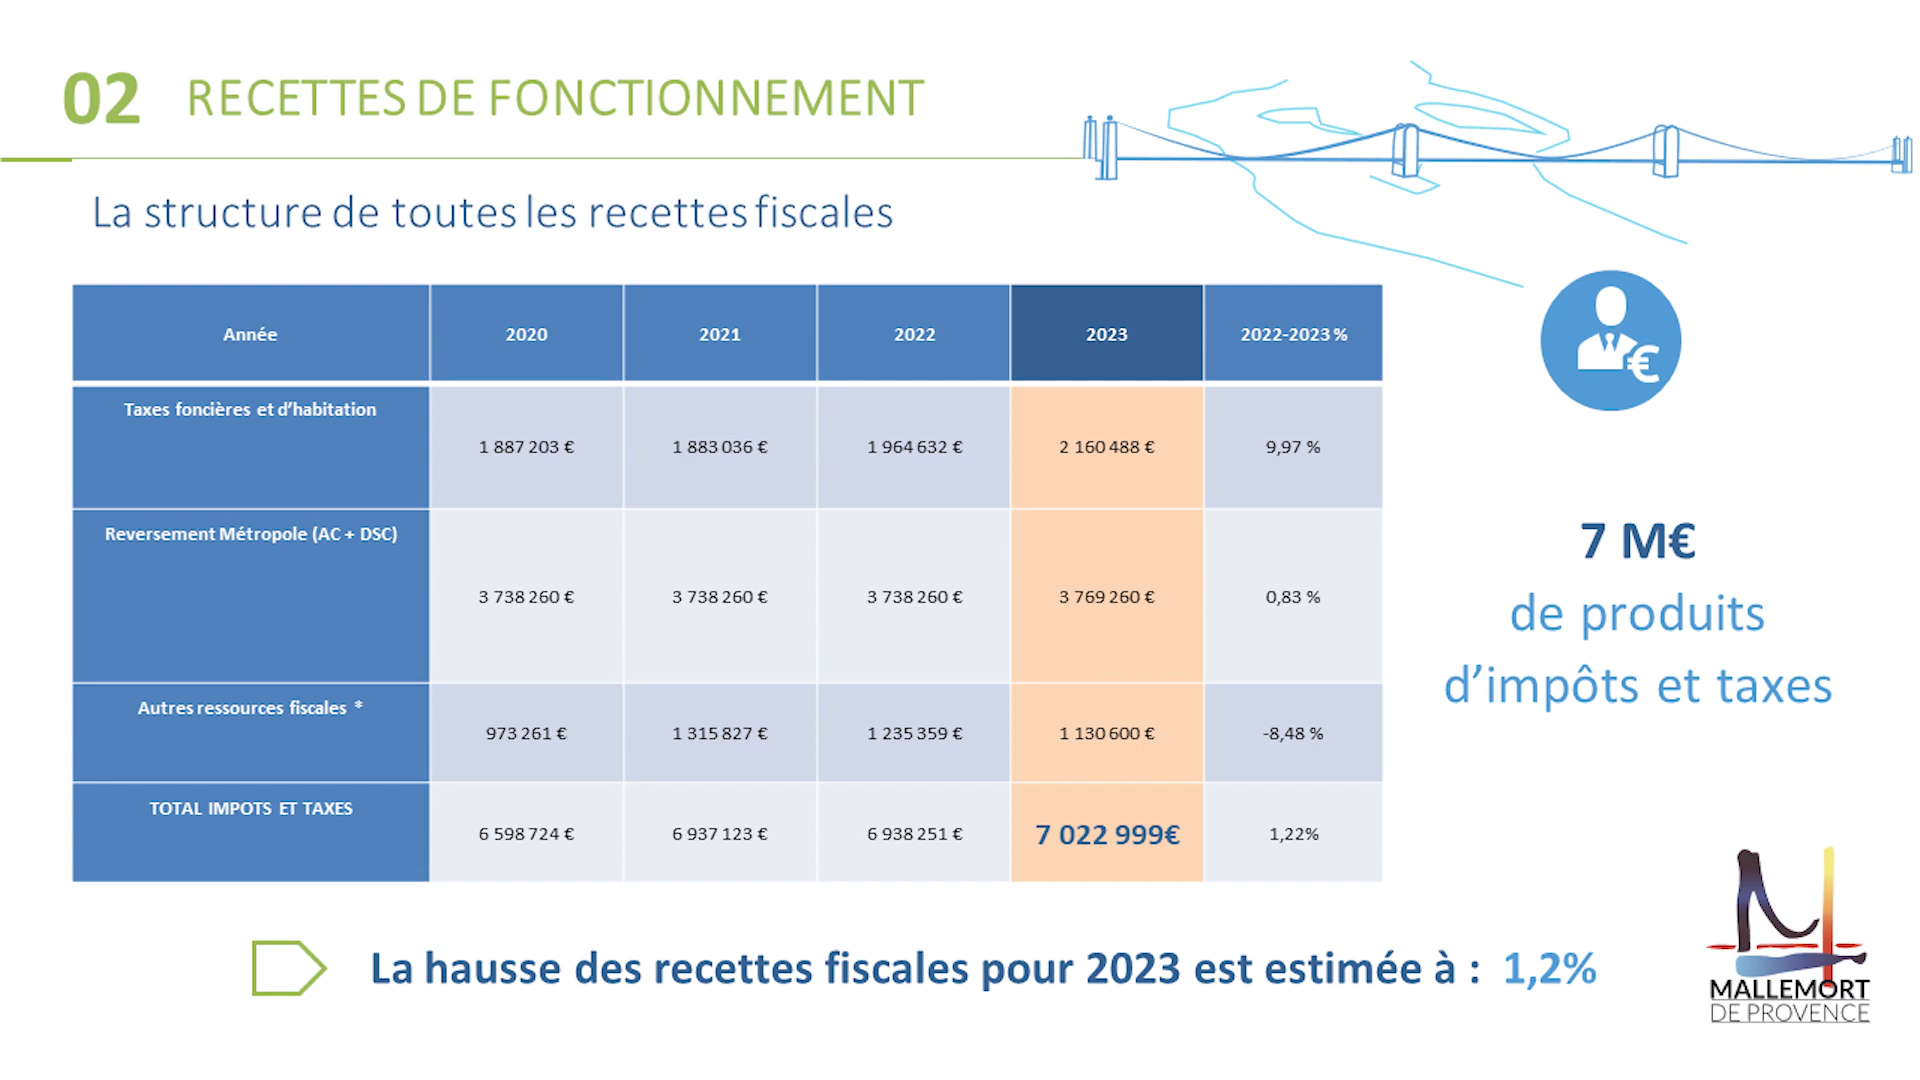 02 RECETTES DE FONCTIONNEMENT
La structure de toutes les recettes fiscales
Année 2020 2021 2022 2023 2022-2023 %
Taxes foncières et d’habitation 1 887 203 € 1 883 036 € 1 964 632 € 2 160 488 € 9,97 %
Reversement Métropole (AC + DSC) 3 738 260 € 3 738 260 € 3 738 260 € 3 769 260 € 0,83 %
Autres ressources fiscales * 973 261 € 1 315 827 € 1 235 359 € 1 130 600 € -8,48 %
TOTAL IMPOTS ET TAXES 6 598 724 € 6 937 123 € 6 938 251 € 7 022 999€ 1,22%
€
7 M€
de produits
d’impôts et taxes
La hausse des recettes fiscales pour 2023 est estimée à : 1,2%
MALLEMORT
DE PROVENCE